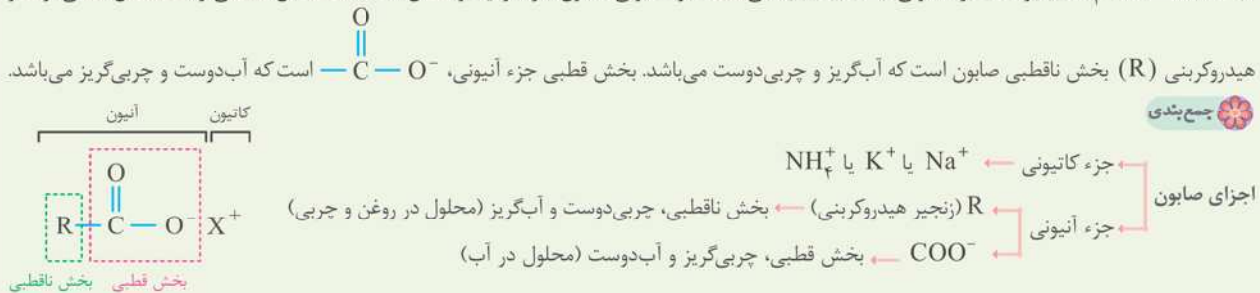 O
||
هیدروکربنی (R) بخش ناقطبی صابون است که آب‌گریز و چربی‌دوست می‌باشد. بخش قطبی جزء آنیونی، — C — O⁻ است که آب‌دوست و چربی‌گریز می‌باشد.
جمع‌بندی
اجزای صابون
جزء کاتیونی ← Na⁺ یا K⁺ یا NH₄⁺
جزء آنیونی
R (زنجیر هیدروکربنی) ← بخش ناقطبی، چربی‌دوست و آب‌گریز (محلول در روغن و چربی)
COO⁻ ← بخش قطبی، چربی‌گریز و آب‌دوست (محلول در آب)
آنیون کاتیون
O
||
R — C — O⁻ X⁺
بخش قطبی
بخش ناقطبی